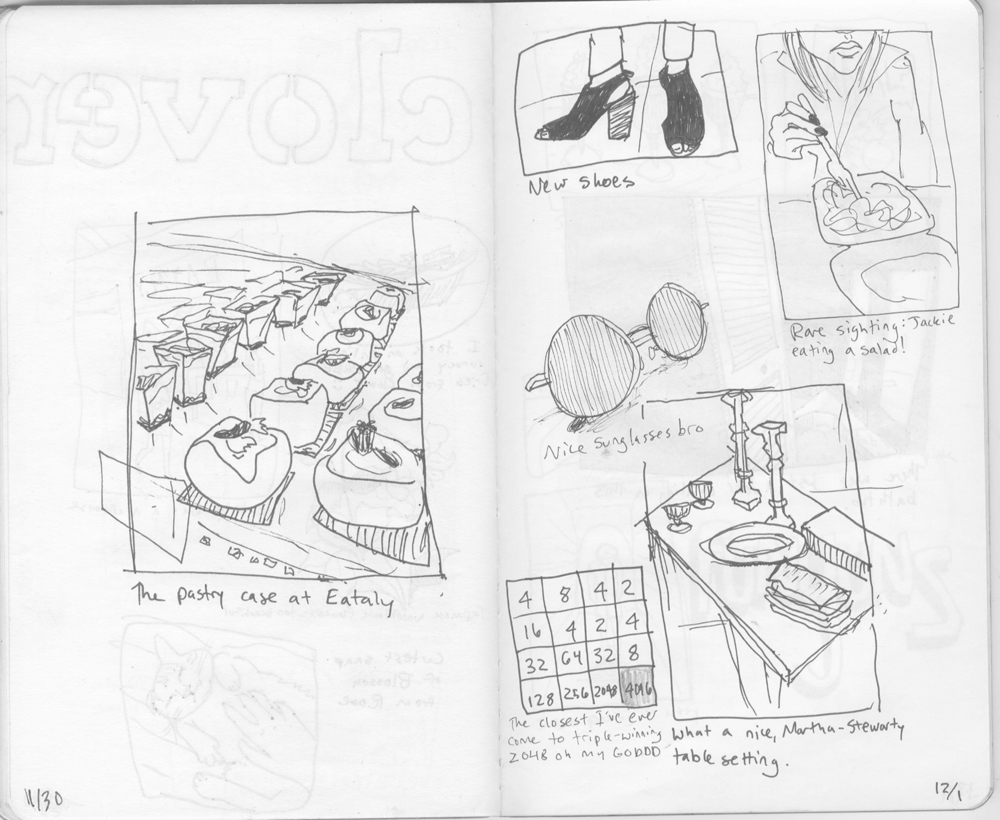 clover
The pastry case at Eataly
11/30
New shoes
Rare sighting: Jackie
eating a salad!
Nice sunglasses bro
4 8 4 2
16 4 2 4
32 64 32 8
128 256 2048 4096
The closest I've ever
come to triple-winning
2048 oh my GODDD
What a nice, Martha-Stewarty
table setting.
12/1